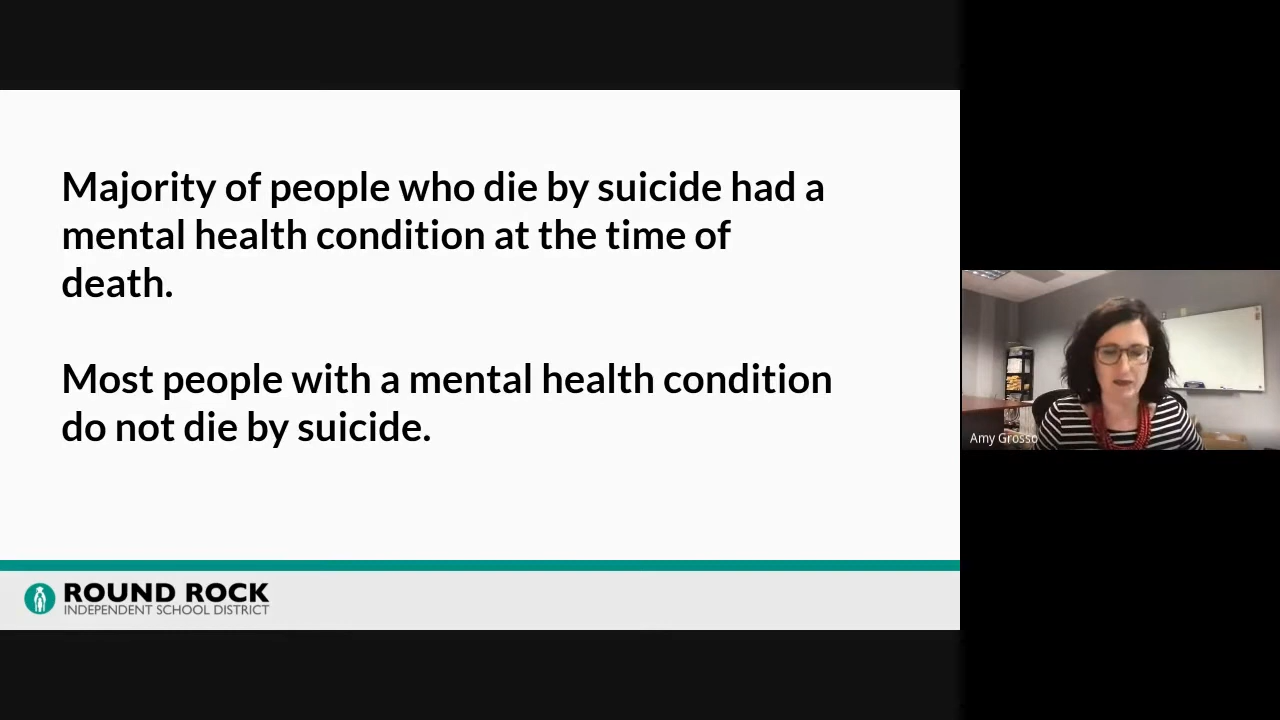 Majority of people who die by suicide had a
mental health condition at the time of
death.
Most people with a mental health condition
do not die by suicide.
ROUND ROCK
INDEPENDENT SCHOOL DISTRICT
Amy Grosso